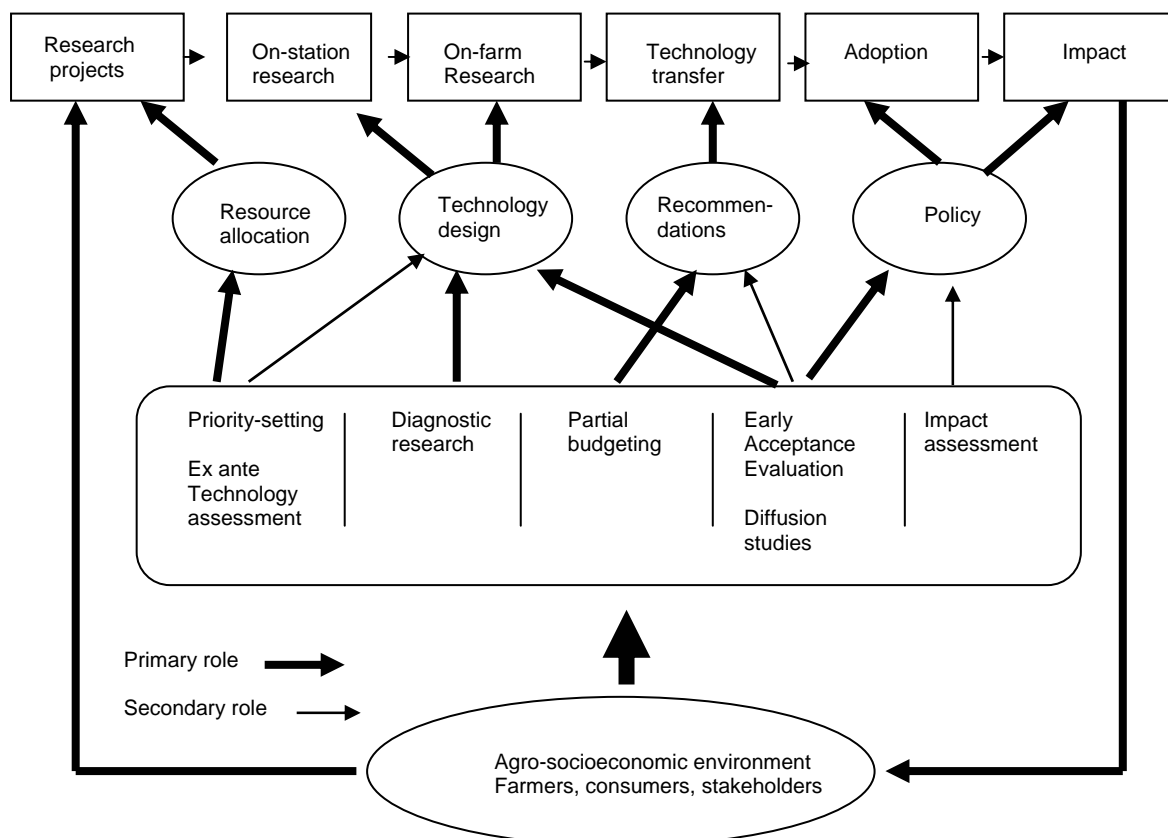 Research
projects
On-station
research
On-farm
Research
Technology
transfer
Adoption
Impact
Resource
allocation
Technology
design
Recommen-
dations
Policy
Priority-setting
Ex ante
Technology
assessment
Diagnostic
research
Partial
budgeting
Early
Acceptance
Evaluation
Diffusion
studies
Impact
assessment
Primary role
Secondary role
Agro-socioeconomic environment
Farmers, consumers, stakeholders